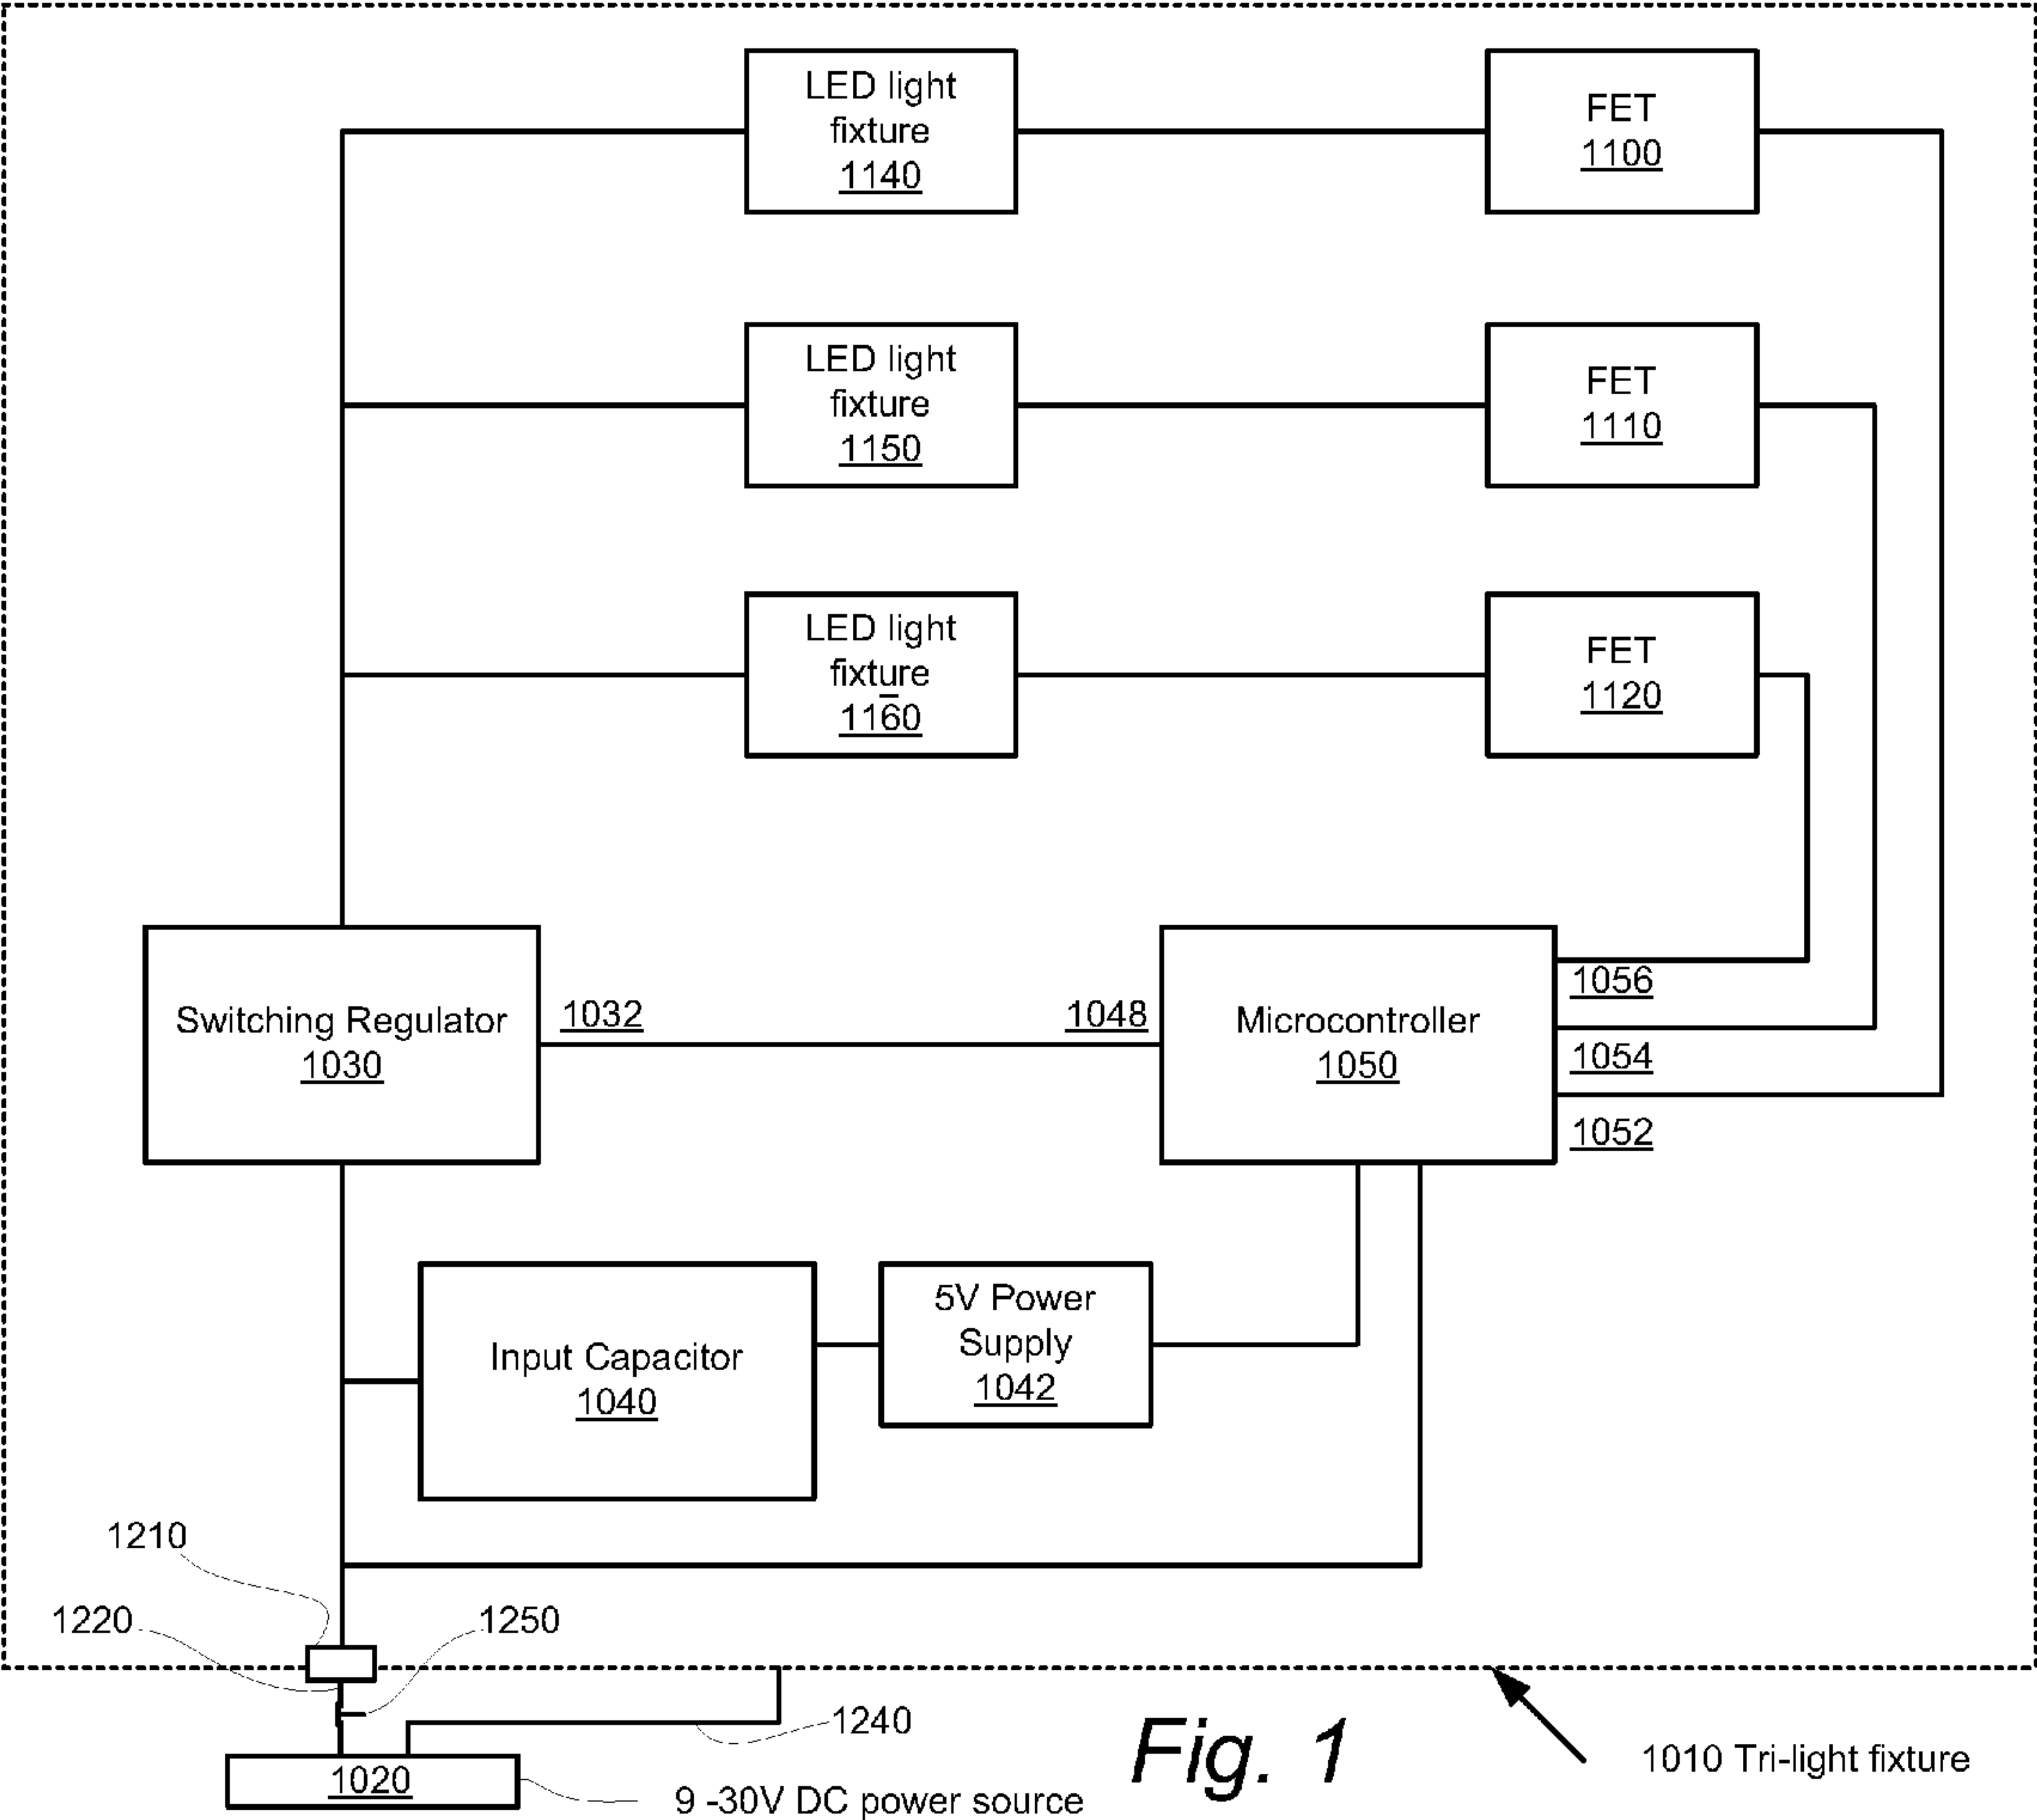 LED light
fixture
1140
FET
1100
LED light
fixture
1150
FET
1110
LED light
fixture
1160
FET
1120
Switching Regulator
1030
1032
1048
Microcontroller
1050
1056
1054
1052
Input Capacitor
1040
5V Power
Supply
1042
1210
1220
1250
1240
1020
9 -30V DC power source
Fig. 1
1010 Tri-light fixture